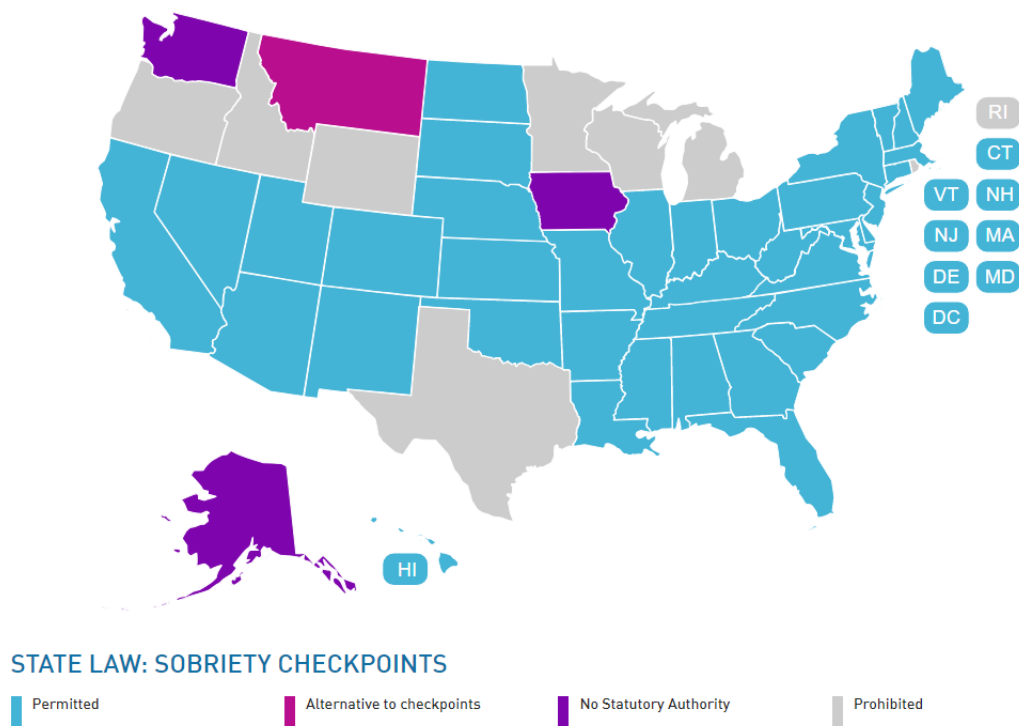 RI
CT
VT NH
NJ MA
DE MD
DC
HI
STATE LAW: SOBRIETY CHECKPOINTS
Permitted Alternative to checkpoints No Statutory Authority Prohibited